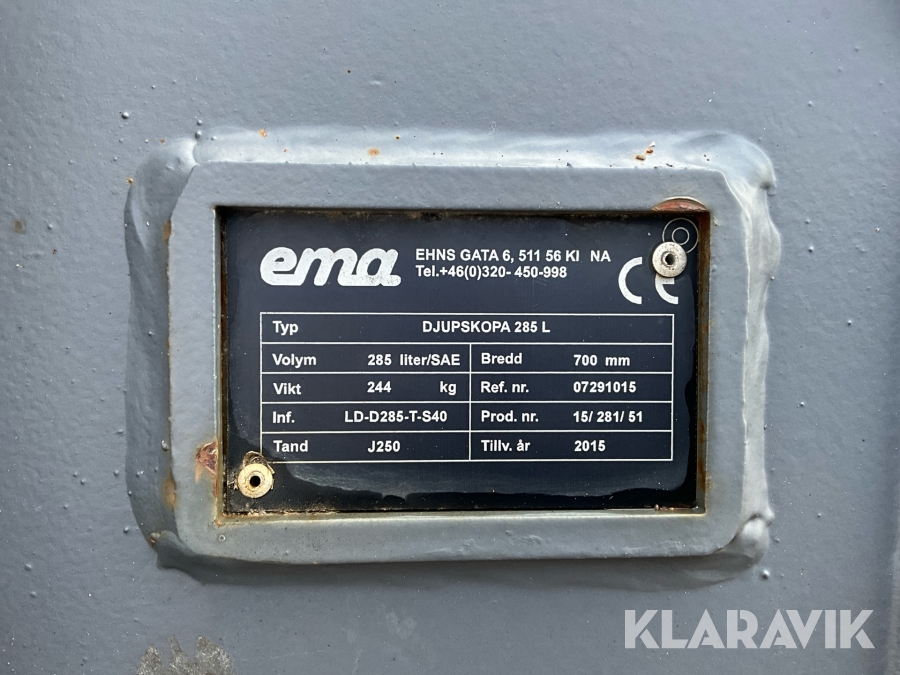 ema
EHNS GATA 6, 511 56 KI NA
Tel.+46(0)320- 450-998
CE
Typ DJUPSKOPA 285 L
Volym 285 liter/SAE Bredd 700 mm
Vikt 244 kg Ref. nr. 07291015
Inf. LD-D285-T-S40 Prod. nr. 15/ 281/ 51
Tand J250 Tillv. år 2015
KLARAVIK